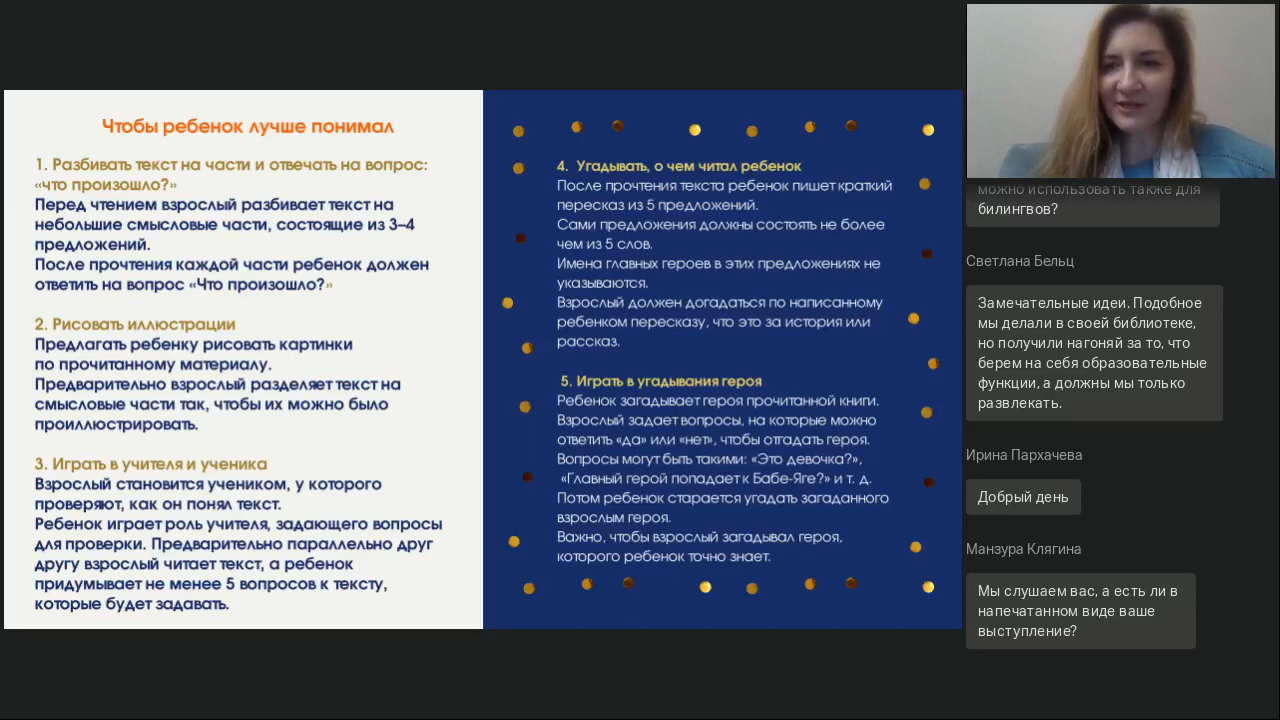 Чтобы ребенок лучше понимал
1. Разбивать текст на части и отвечать на вопрос:
«что произошло?»
Перед чтением взрослый разбивает текст на
небольшие смысловые части, состоящие из 3–4
предложений.
После прочтения каждой части ребенок должен
ответить на вопрос «Что произошло?»
2. Рисовать иллюстрации
Предлагать ребенку рисовать картинки
по прочитанному материалу.
Предварительно взрослый разделяет текст на
смысловые части так, чтобы их можно было
проиллюстрировать.
3. Играть в учителя и ученика
Взрослый становится учеником, у которого
проверяют, как он понял текст.
Ребенок играет роль учителя, задающего вопросы
для проверки. Предварительно параллельно друг
другу взрослый читает текст, а ребенок
придумывает не менее 5 вопросов к тексту,
которые будет задавать.
4. Угадывать, о чем читал ребенок
После прочтения текста ребенок пишет краткий
пересказ из 5 предложений.
Сами предложения должны состоять не более
чем из 5 слов.
Имена главных героев в этих предложениях не
указываются.
Взрослый должен догадаться по написанному
ребенком пересказу, что это за история или
рассказ.
5. Играть в угадывания героя
Ребенок загадывает героя прочитанной книги.
Взрослый задает вопросы, на которые можно
ответить «да» или «нет», чтобы отгадать героя.
Вопросы могут быть такими: «Это девочка?»,
«Главный герой попадает к Бабе-Яге?» и т. д.
Потом ребенок старается угадать загаданного
взрослым героя.
Важно, чтобы взрослый загадывал героя,
которого ребенок точно знает.
можно использовать также для
билингвов?
Светлана Бельц
Замечательные идеи. Подобное
мы делали в своей библиотеке,
но получили нагоняй за то, что
берем на себя образовательные
функции, а должны мы только
развлекать.
Ирина Пархачева
Добрый день
Манзура Клягина
Мы слушаем вас, а есть ли в
напечатанном виде ваше
выступление?